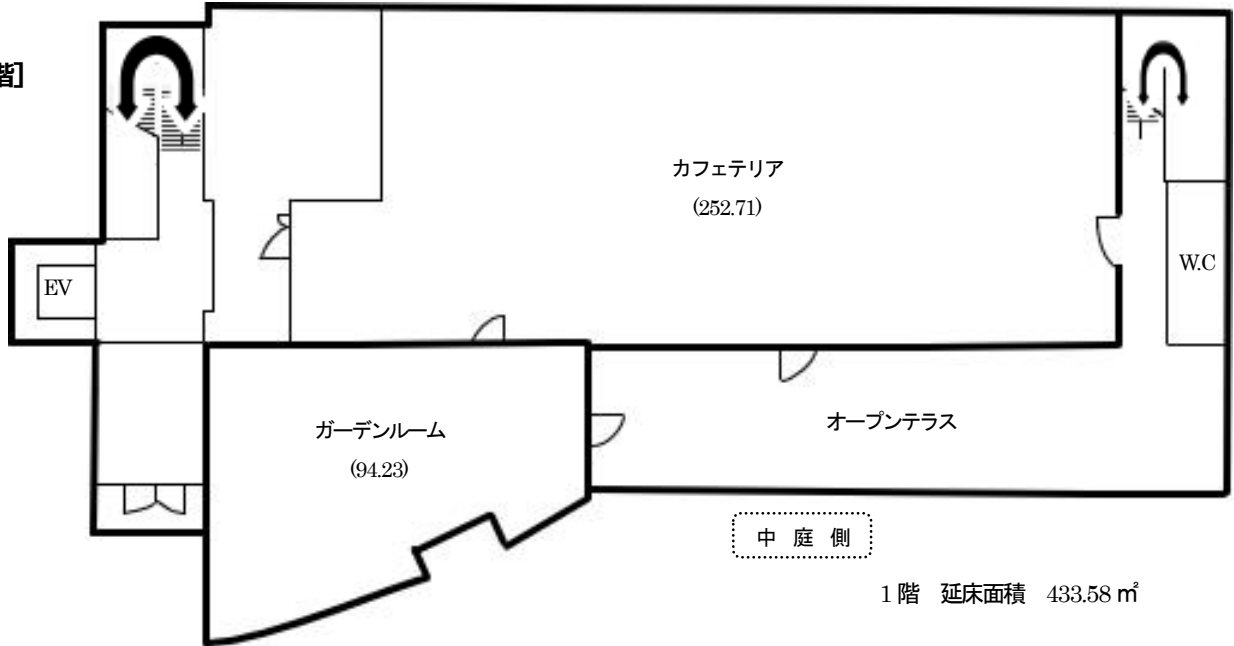 階]
カフェテリア
(252.71)
EV
W.C
ガーデンルーム
(94.23)
オープンテラス
中 庭 側
1 階　延床面積　433.58 ㎡